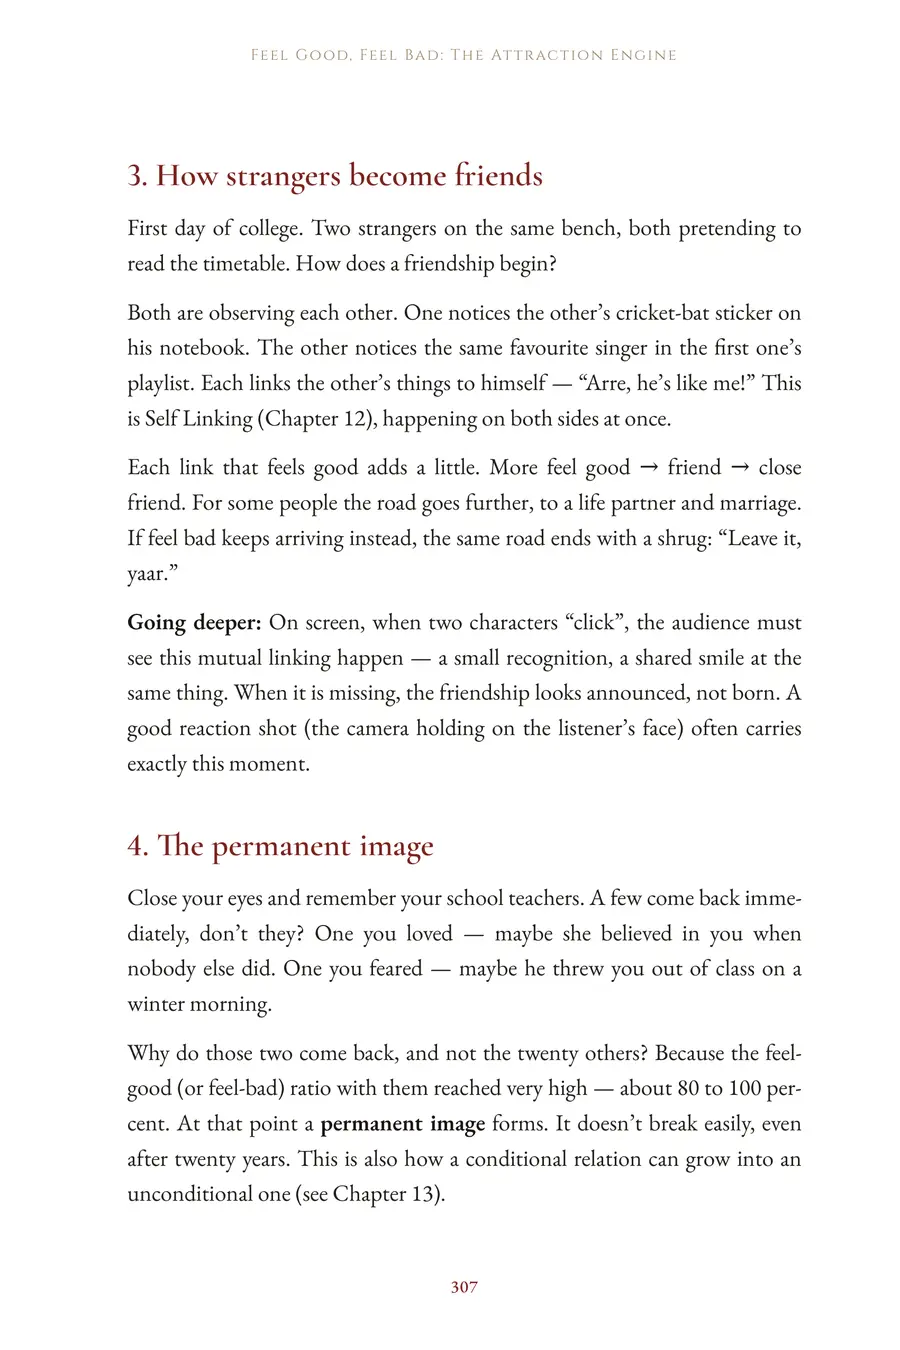 Feel Good, Feel Bad: The Attraction Engine
3. How strangers become friends
First day of college. Two strangers on the same bench, both pretending to
read the timetable. How does a friendship begin?
Both are observing each other. One notices the other’s cricket-bat sticker on
his notebook. The other notices the same favourite singer in the first one’s
playlist. Each links the other’s things to himself — “Arre, he’s like me!” This
is Self Linking (Chapter 12), happening on both sides at once.
Each link that feels good adds a little. More feel good → friend → close
friend. For some people the road goes further, to a life partner and marriage.
If feel bad keeps arriving instead, the same road ends with a shrug: “Leave it,
yaar.”
Going deeper: On screen, when two characters “click”, the audience must
see this mutual linking happen — a small recognition, a shared smile at the
same thing. When it is missing, the friendship looks announced, not born. A
good reaction shot (the camera holding on the listener’s face) often carries
exactly this moment.
4. The permanent image
Close your eyes and remember your school teachers. A few come back imme-
diately, don’t they? One you loved — maybe she believed in you when
nobody else did. One you feared — maybe he threw you out of class on a
winter morning.
Why do those two come back, and not the twenty others? Because the feel-
good (or feel-bad) ratio with them reached very high — about 80 to 100 per-
cent. At that point a permanent image forms. It doesn’t break easily, even
after twenty years. This is also how a conditional relation can grow into an
unconditional one (see Chapter 13).
307